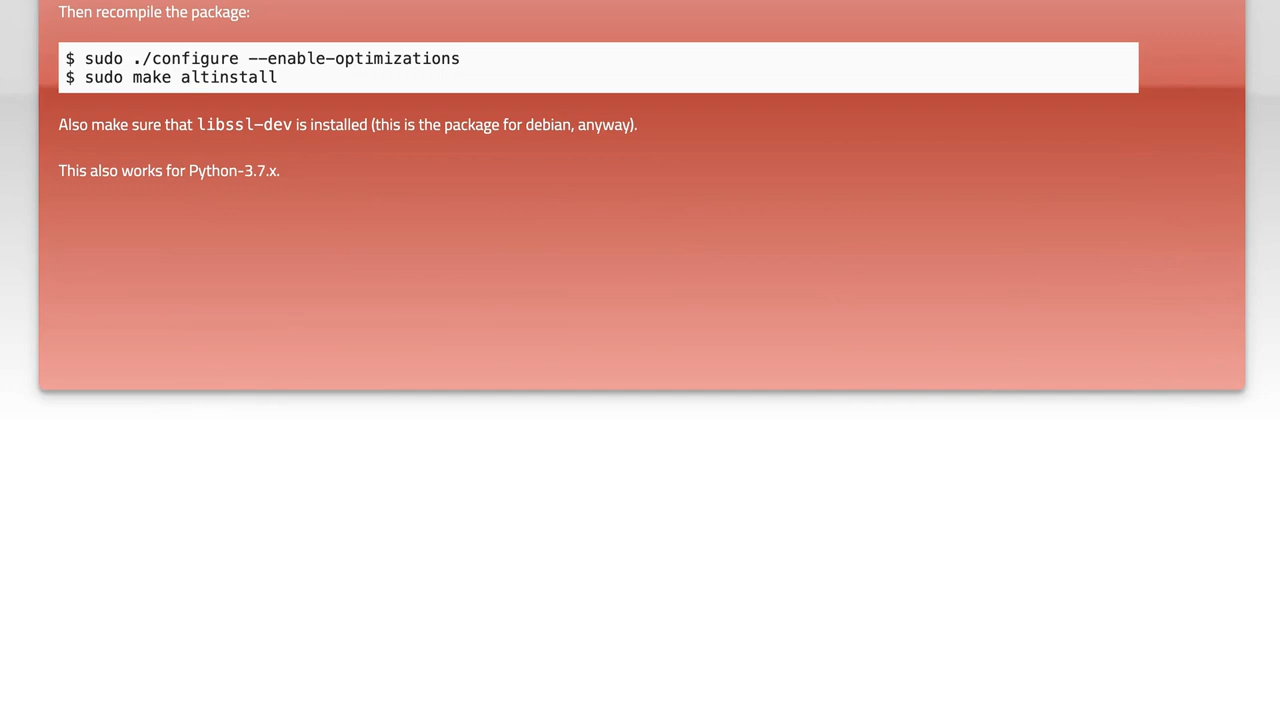 Then recompile the package:
$ sudo ./configure --enable-optimizations
$ sudo make altinstall
Also make sure that libssl-dev is installed (this is the package for debian, anyway).
This also works for Python-3.7.x.